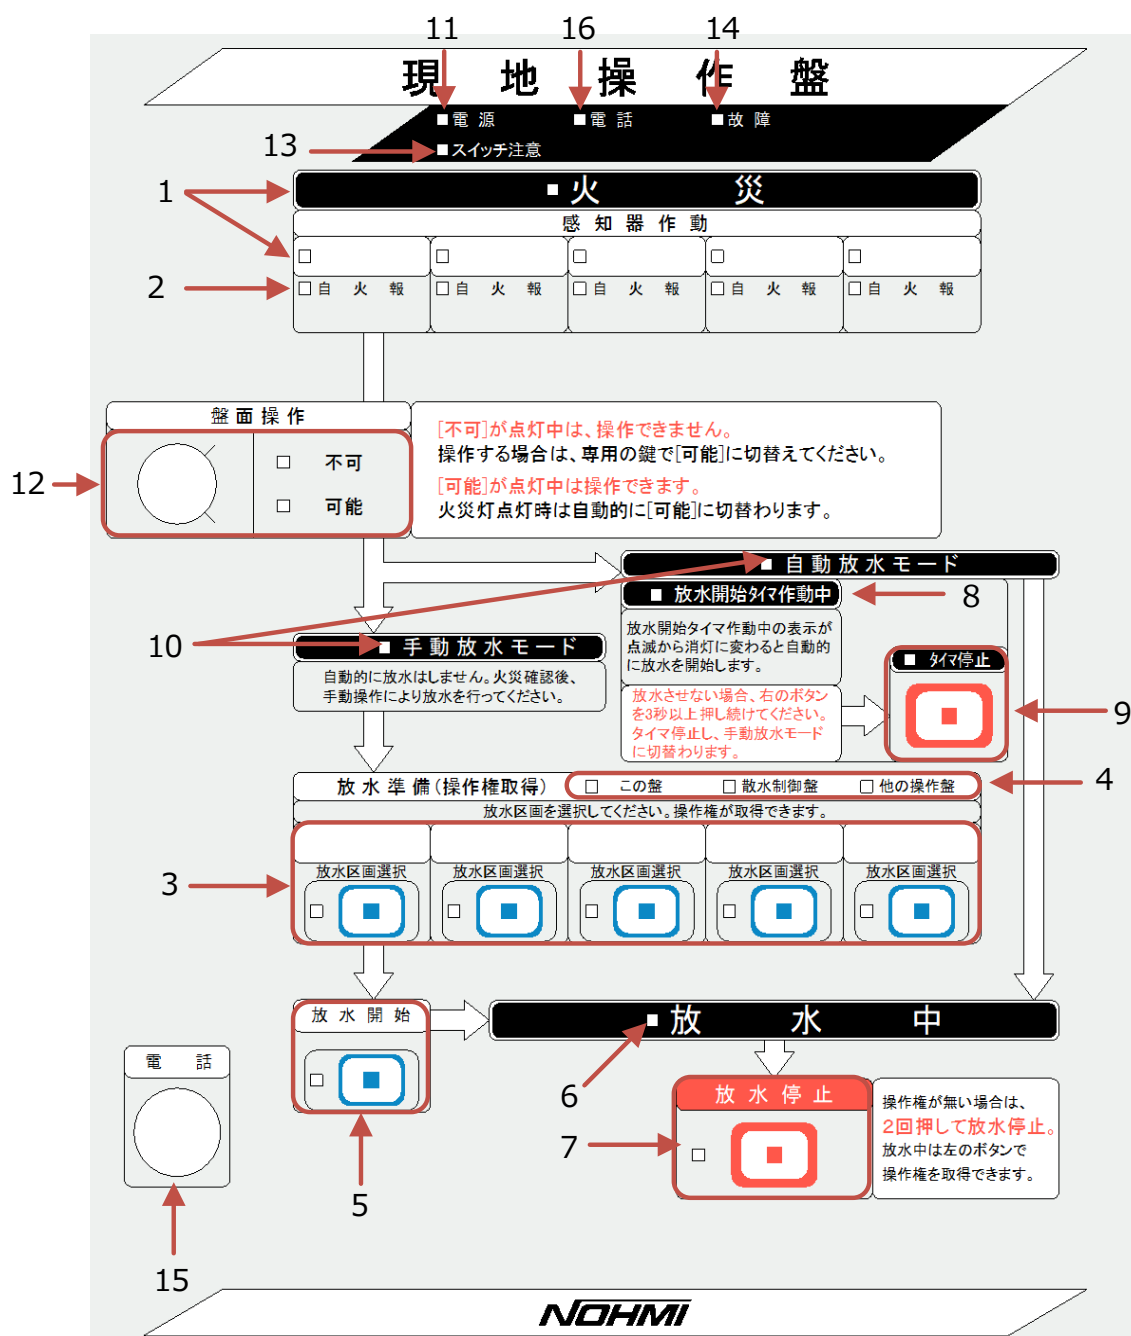 11 16 14
現地操作盤
電源 電話 故障
13 スイッチ注意
1 火災
感知器作動
2 自火報 自火報 自火報 自火報 自火報
盤面操作
12 不可
可能
[不可]が点灯中は、操作できません。
操作する場合は、専用の鍵で[可能]に切替えてください。
[可能]が点灯中は操作できます。
火災灯点灯時は自動的に[可能]に切替わります。
自動放水モード
放水開始タイマ作動中 8
放水開始タイマ作動中の表示が
点滅から消灯に変わると自動的
に放水を開始します。
10 手動放水モード
自動的に放水はしません。火災確認後、
手動操作により放水を行ってください。
タイマ停止
放水させない場合、右のボタン
を3秒以上押し続けてください。
タイマ停止し、手動放水モード
に切替わります。
9
放水準備(操作権取得) この盤 散水制御盤 他の操作盤 4
放水区画を選択してください。操作権が取得できます。
3 放水区画選択 放水区画選択 放水区画選択 放水区画選択 放水区画選択
放水開始 放水中
5
6
電話
15
放水停止
7
操作権が無い場合は、
2回押して放水停止。
放水中は左のボタンで
操作権を取得できます。
NOHMI